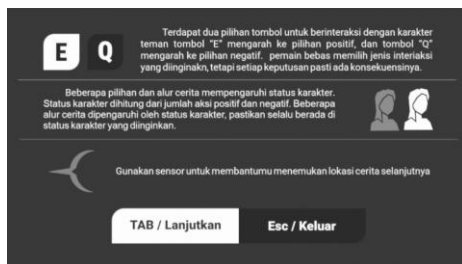 E Q
Terdapat dua pilihan tombol untuk berinteraksi dengan karakter
teman tombol "E" mengarah ke pilihan positif, dan tombol "Q"
mengarah ke pilihan negatif. pemain bebas memilih jenis interiaksi
yang diinginakn, tetapi setiap keputusan pasti ada konsekuensinya.
Beberapa pilihan dan alur cerita mempengaruhi status karakter.
Status karakter dihitung dari jumlah aksi positif dan negatif. Beberapa
alur cerita dipengaruhi oleh status karakter, pastikan selalu berada di
status karakter yang diinginkan.
Gunakan sensor untuk membantumu menemukan lokasi cerita selanjutnya
TAB / Lanjutkan
Esc / Keluar